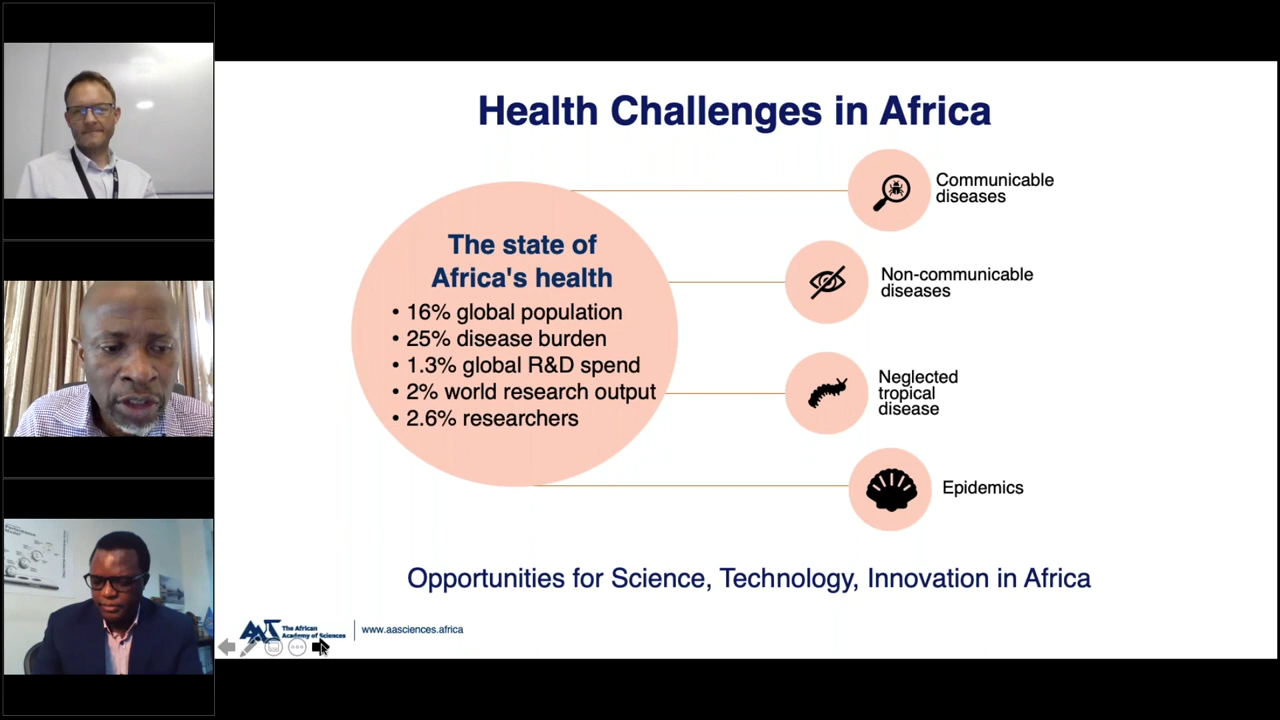 Health Challenges in Africa
The state of
Africa's health
• 16% global population
• 25% disease burden
• 1.3% global R&D spend
• 2% world research output
• 2.6% researchers
Communicable
diseases
Non-communicable
diseases
Neglected
tropical
disease
Epidemics
Opportunities for Science, Technology, Innovation in Africa
The African
Academy of Sciences
www.aasciences.africa